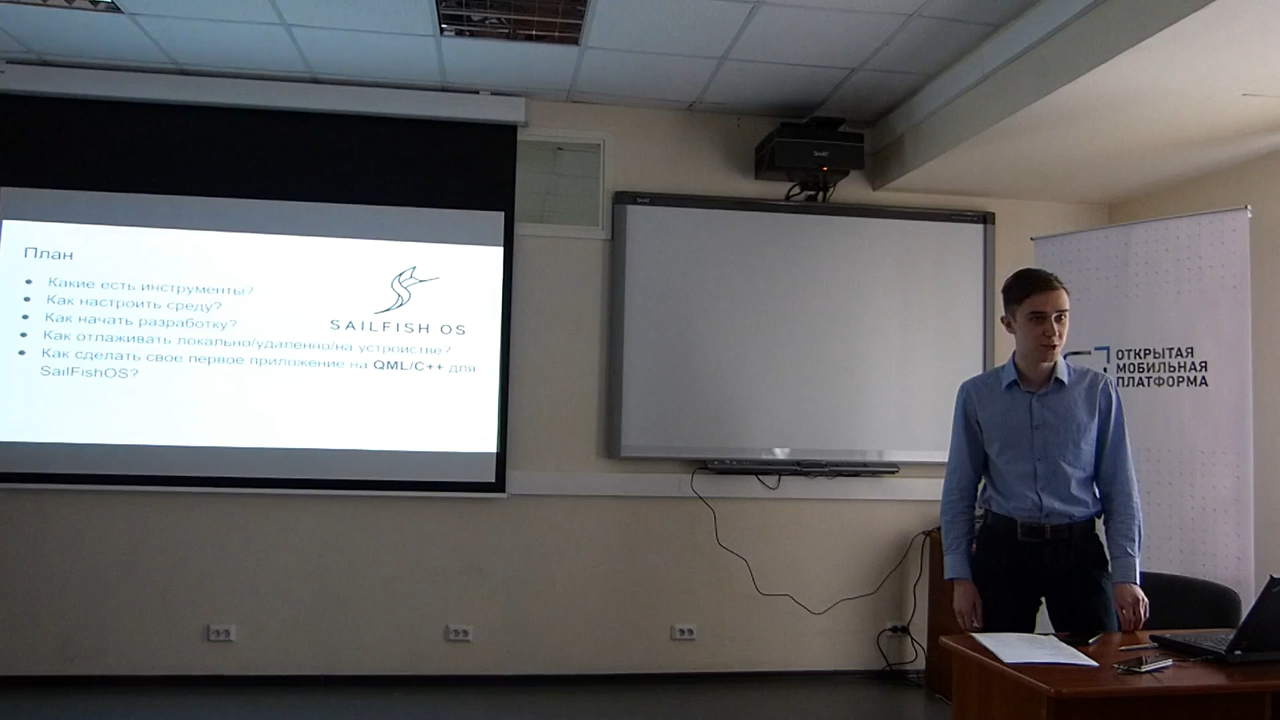 План
Какие есть инструменты?
Как настроить среду?
Как начать разработку?
Как отлаживать локально/удаленно/на устройстве?
Как сделать свое первое приложение на QML/C++ для
SailFishOS?
SAILFISH OS
SMART
ОТКРЫТАЯ
МОБИЛЬНАЯ
ПЛАТФОРМА